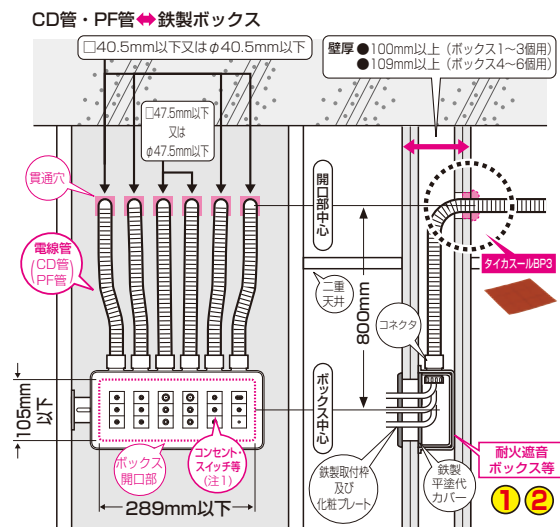 CD管・PF管⬌鉄製ボックス
□40.5mm以下又はφ40.5mm以下
□47.5mm以下
又は
φ47.5mm以下
壁厚 ●100mm以上（ボックス1〜3個用）
●109mm以上（ボックス4〜6個用）
貫通穴
電線管
(CD管
PF管)
開口部中心
二重
天井
800mm
タイカスールBP3
コネクタ
ボックス中心
105mm
以下
ボックス
開口部
コンセント・
スイッチ等
(注1)
289mm以下
鉄製取付枠
及び
化粧プレート
鉄製
平塗代
カバー
耐火遮音
ボックス等
① ②